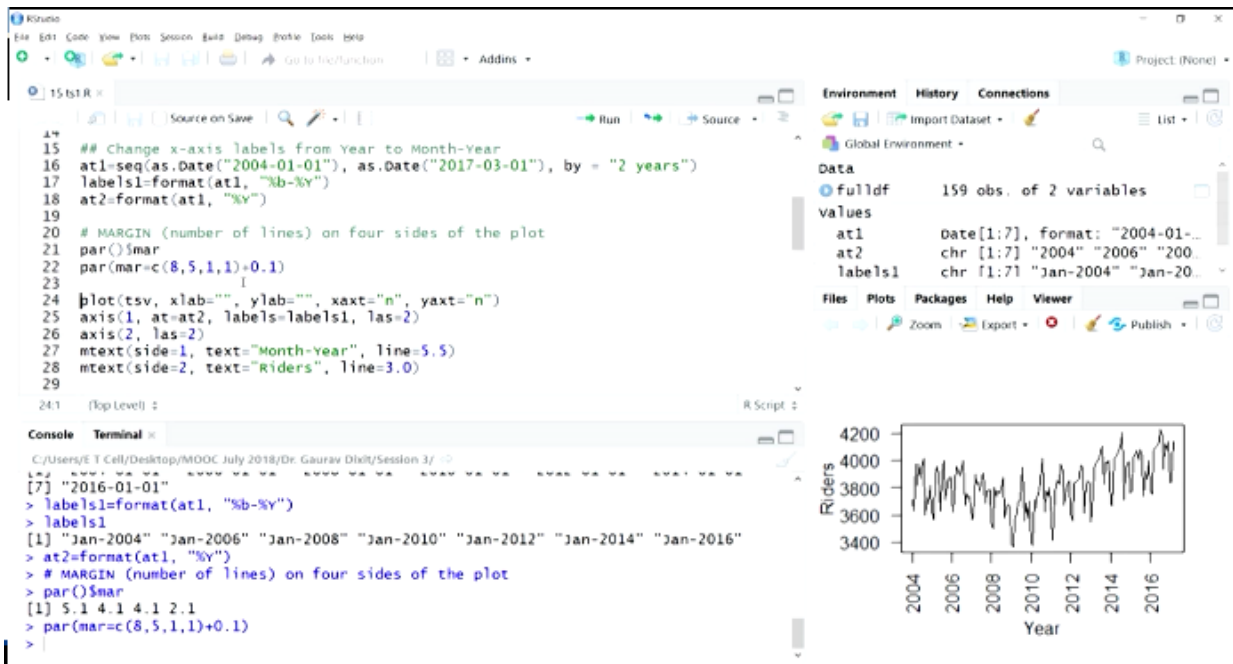 RStudio
File Edit Code View Plots Session Build Debug Profile Tools Help
Go to file/function Addins Project: (None)
15 ts1.R
Source on Save Run Source
14
15 ## Change x-axis labels from Year to Month-Year
16 at1=seq(as.Date("2004-01-01"), as.Date("2017-03-01"), by = "2 years")
17 labels1=format(at1, "%b-%Y")
18 at2=format(at1, "%Y")
19
20 # MARGIN (number of lines) on four sides of the plot
21 par()$mar
22 par(mar=c(8,5,1,1)+0.1)
23
24 plot(tsv, xlab="", ylab="", xaxt="n", yaxt="n")
25 axis(1, at=at2, labels=labels1, las=2)
26 axis(2, las=2)
27 mtext(side=1, text="Month-Year", line=5.5)
28 mtext(side=2, text="Riders", line=3.0)
29
24:1 (Top Level) R Script
Console Terminal
C:/Users/E T Cell/Desktop/MOOC July 2018/Dr. Gaurav Dixit/Session 3/
[7] "2016-01-01"
> labels1=format(at1, "%b-%Y")
> labels1
[1] "Jan-2004" "Jan-2006" "Jan-2008" "Jan-2010" "Jan-2012" "Jan-2014" "Jan-2016"
> at2=format(at1, "%Y")
> # MARGIN (number of lines) on four sides of the plot
> par()$mar
[1] 5.1 4.1 4.1 2.1
> par(mar=c(8,5,1,1)+0.1)
>
Environment History Connections
Import Dataset List
Global Environment
Data
fulldf 159 obs. of 2 variables
values
at1 Date[1:7], format: "2004-01-...
at2 chr [1:7] "2004" "2006" "200...
labels1 chr [1:7] "Jan-2004" "Jan-20...
Files Plots Packages Help Viewer
Zoom Export Publish
4200
4000
3800
3600
3400
Riders
2004 2006 2008 2010 2012 2014 2016
Year